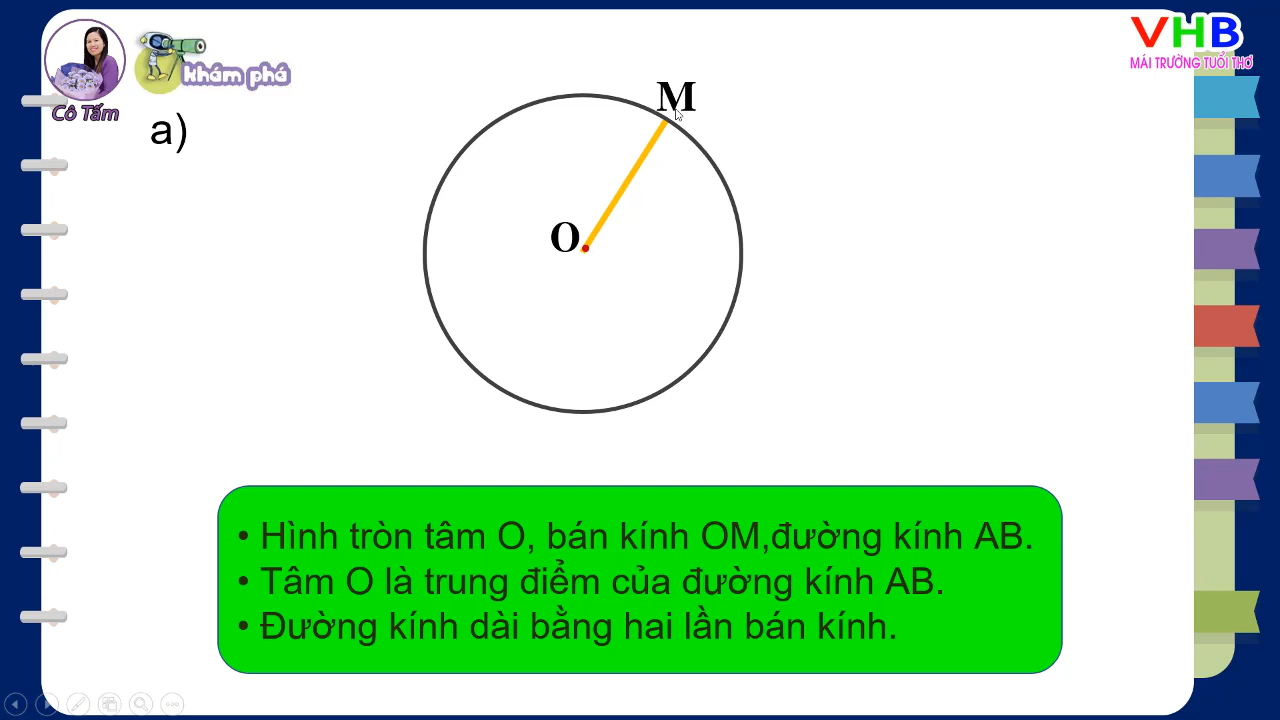 VHB
MÁI TRƯỜNG TUỔI THƠ
khám phá
Cô Tấm
a)
M
O
• Hình tròn tâm O, bán kính OM,đường kính AB.
• Tâm O là trung điểm của đường kính AB.
• Đường kính dài bằng hai lần bán kính.